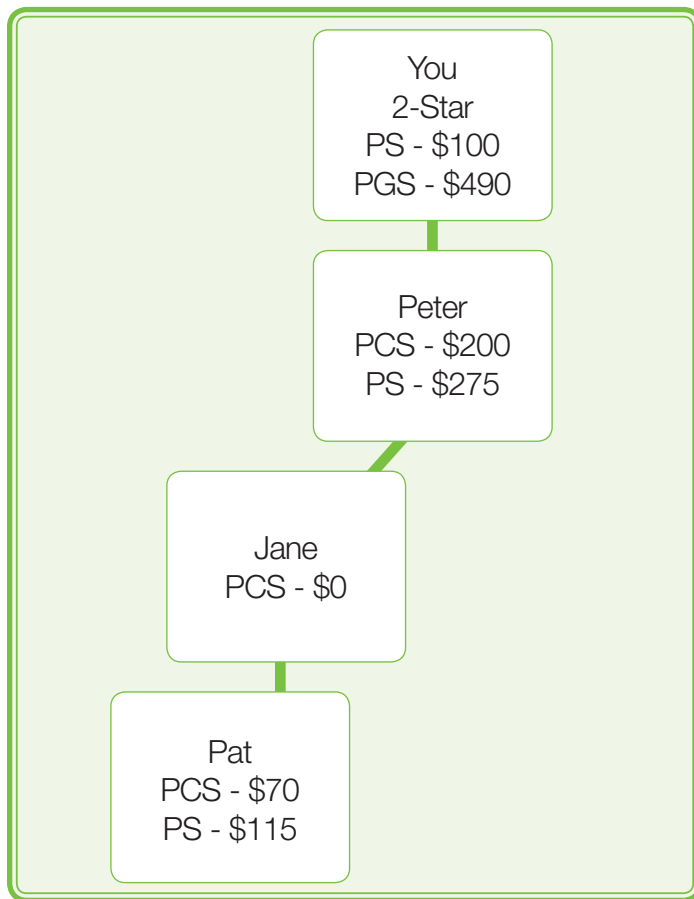 You
2-Star
PS - $100
PGS - $490
Peter
PCS - $200
PS - $275
Jane
PCS - $0
Pat
PCS - $70
PS - $115